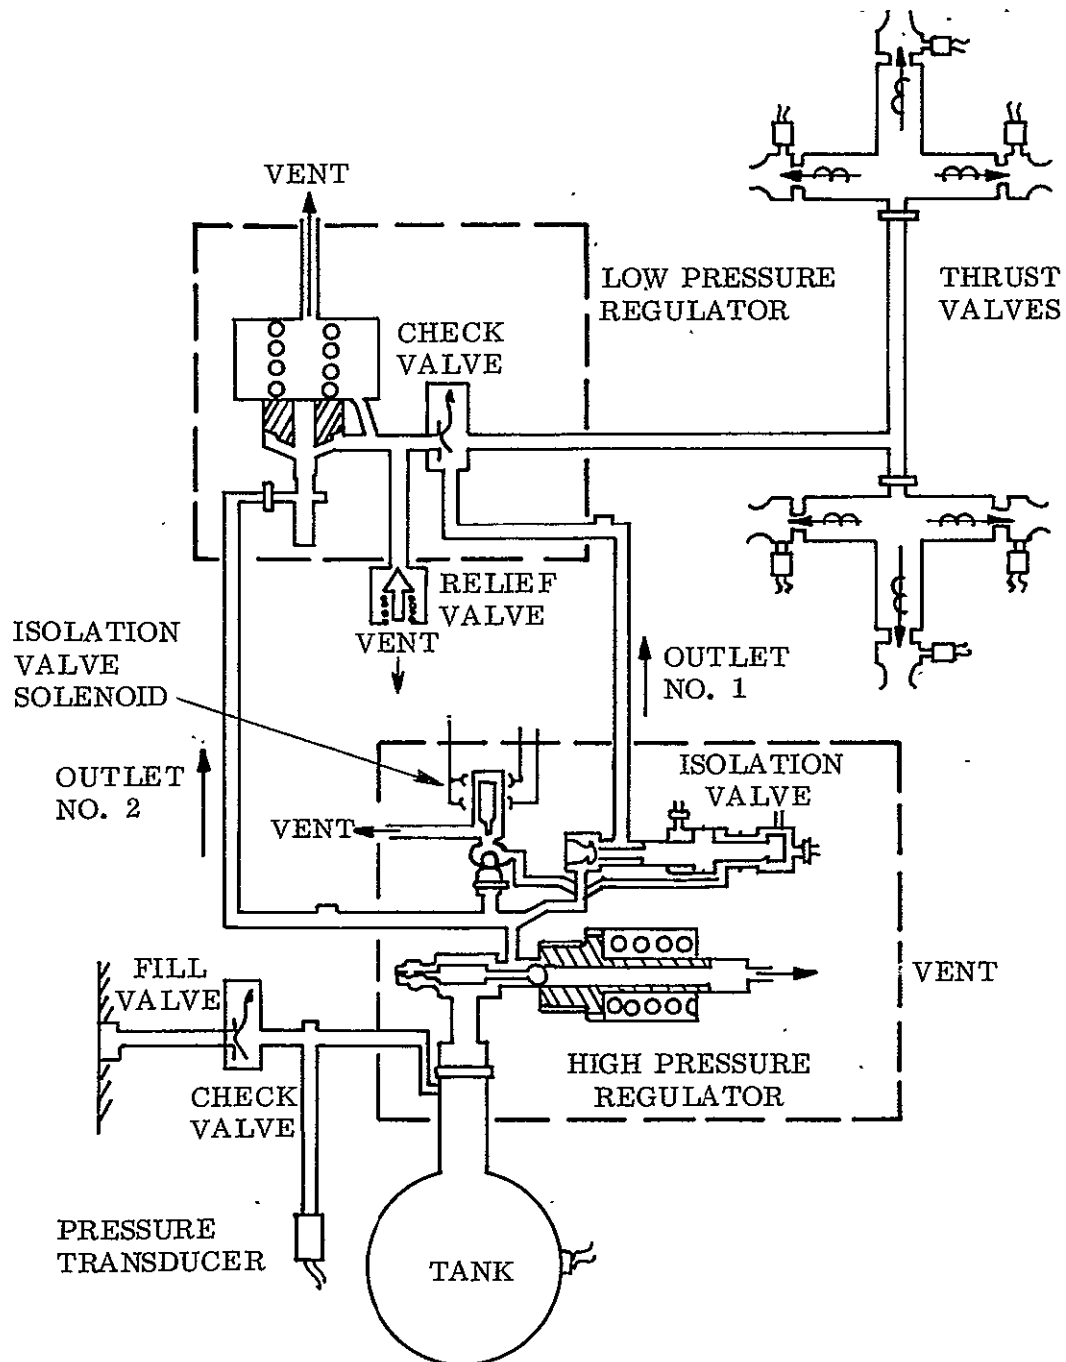 VENT
LOW PRESSURE
REGULATOR
THRUST
VALVES
CHECK
VALVE
RELIEF
VALVE
VENT
ISOLATION
VALVE
SOLENOID
OUTLET
NO. 1
OUTLET
NO. 2
ISOLATION
VALVE
VENT
VENT
FILL
VALVE
HIGH PRESSURE
REGULATOR
CHECK
VALVE
PRESSURE
TRANSDUCER
TANK